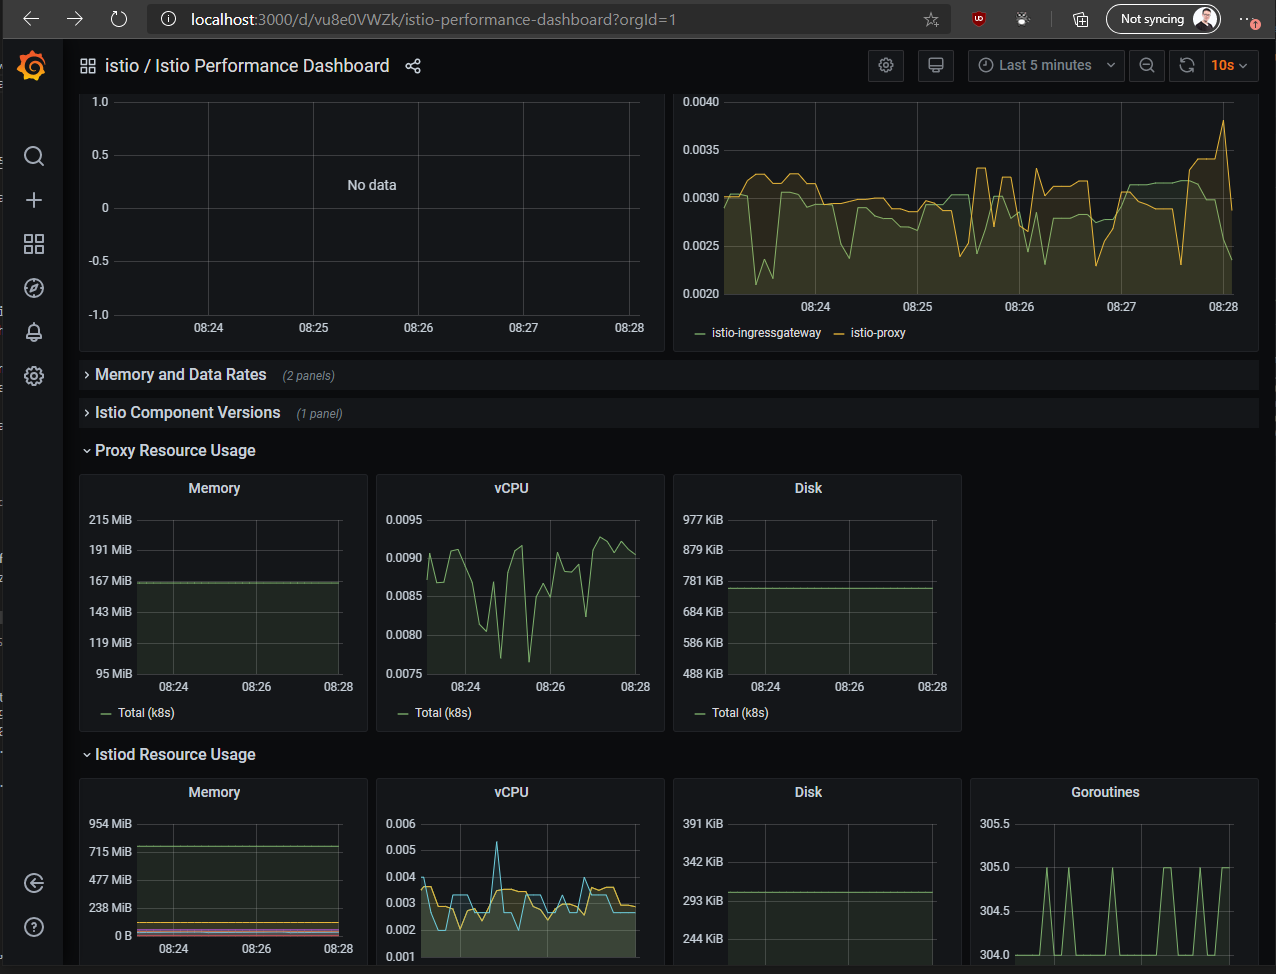 localhost:3000/d/vu8e0VWZk/istio-performance-dashboard?orgId=1
Not syncing
istio / Istio Performance Dashboard
Last 5 minutes
10s
1.0
0.5
0
-0.5
-1.0
No data
08:24 08:25 08:26 08:27 08:28
0.0040
0.0035
0.0030
0.0025
0.0020
08:24 08:25 08:26 08:27 08:28
istio-ingressgateway istio-proxy
Memory and Data Rates (2 panels)
Istio Component Versions (1 panel)
Proxy Resource Usage
Memory
215 MiB
191 MiB
167 MiB
143 MiB
119 MiB
95 MiB
08:24 08:26 08:28
Total (k8s)
vCPU
0.0095
0.0090
0.0085
0.0080
0.0075
08:24 08:26 08:28
Total (k8s)
Disk
977 KiB
879 KiB
781 KiB
684 KiB
586 KiB
488 KiB
08:24 08:26 08:28
Total (k8s)
Istiod Resource Usage
Memory
954 MiB
715 MiB
477 MiB
238 MiB
0 B
08:24 08:26 08:28
vCPU
0.006
0.005
0.004
0.003
0.002
0.001
Disk
391 KiB
342 KiB
293 KiB
244 KiB
Goroutines
305.5
305.0
304.5
304.0